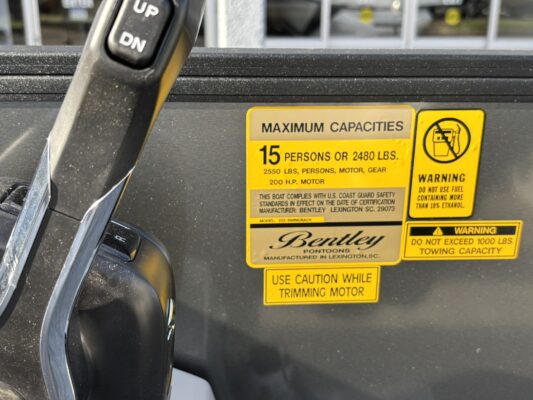 UP
DN
MAXIMUM CAPACITIES
15 PERSONS OR 2480 LBS.
2550 LBS, PERSONS, MOTOR, GEAR
200 H.P. MOTOR
THIS BOAT COMPLIES WITH U.S. COAST GUARD SAFETY
STANDARDS IN EFFECT ON THE DATE OF CERTIFICATION
MANUFACTURER: BENTLEY LEXINGTON SC. 29073
Bentley
PONTOONS
MANUFACTURED IN LEXINGTON, SC.
USE CAUTION WHILE
TRIMMING MOTOR
WARNING
DO NOT USE FUEL
CONTAINING MORE
THAN 10% ETHANOL.
WARNING
DO NOT EXCEED 1000 LBS.
TOWING CAPACITY